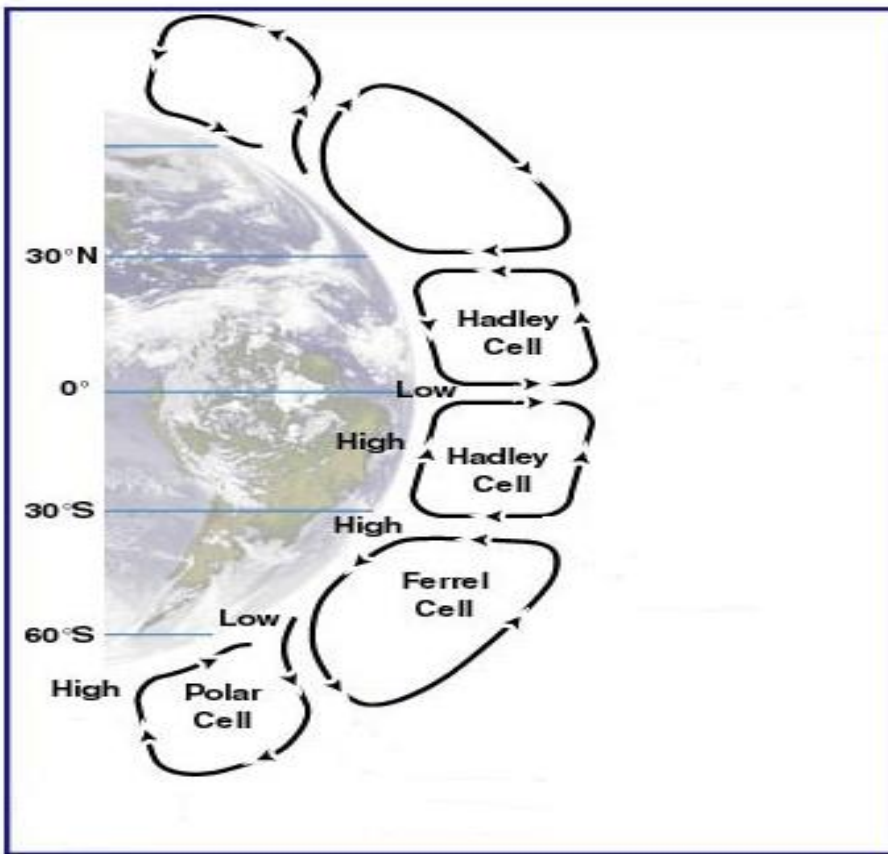 30°N
Hadley
Cell
0°
Low
High
Hadley
Cell
30°S
High
Ferrel
Cell
Low
60°S
High
Polar
Cell